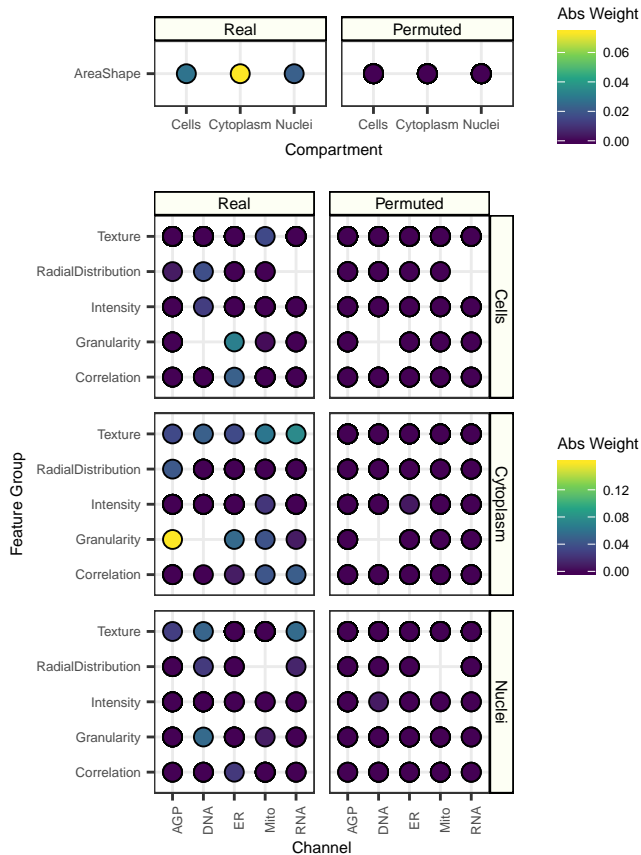 Abs Weight
Real
Permuted
0.06
0.04
0.02
0.00
AreaShape
Cells
Cytoplasm
Nuclei
Cells
Cytoplasm
Nuclei
Compartment
Real
Permuted
Texture
RadialDistribution
Intensity
Granularity
Correlation
Cells
Texture
RadialDistribution
Intensity
Granularity
Correlation
Cytoplasm
Feature Group
Abs Weight
0.12
0.08
0.04
0.00
Texture
RadialDistribution
Intensity
Granularity
Correlation
Nuclei
AGP
DNA
ER
Mito
RNA
AGP
DNA
ER
Mito
RNA
Channel